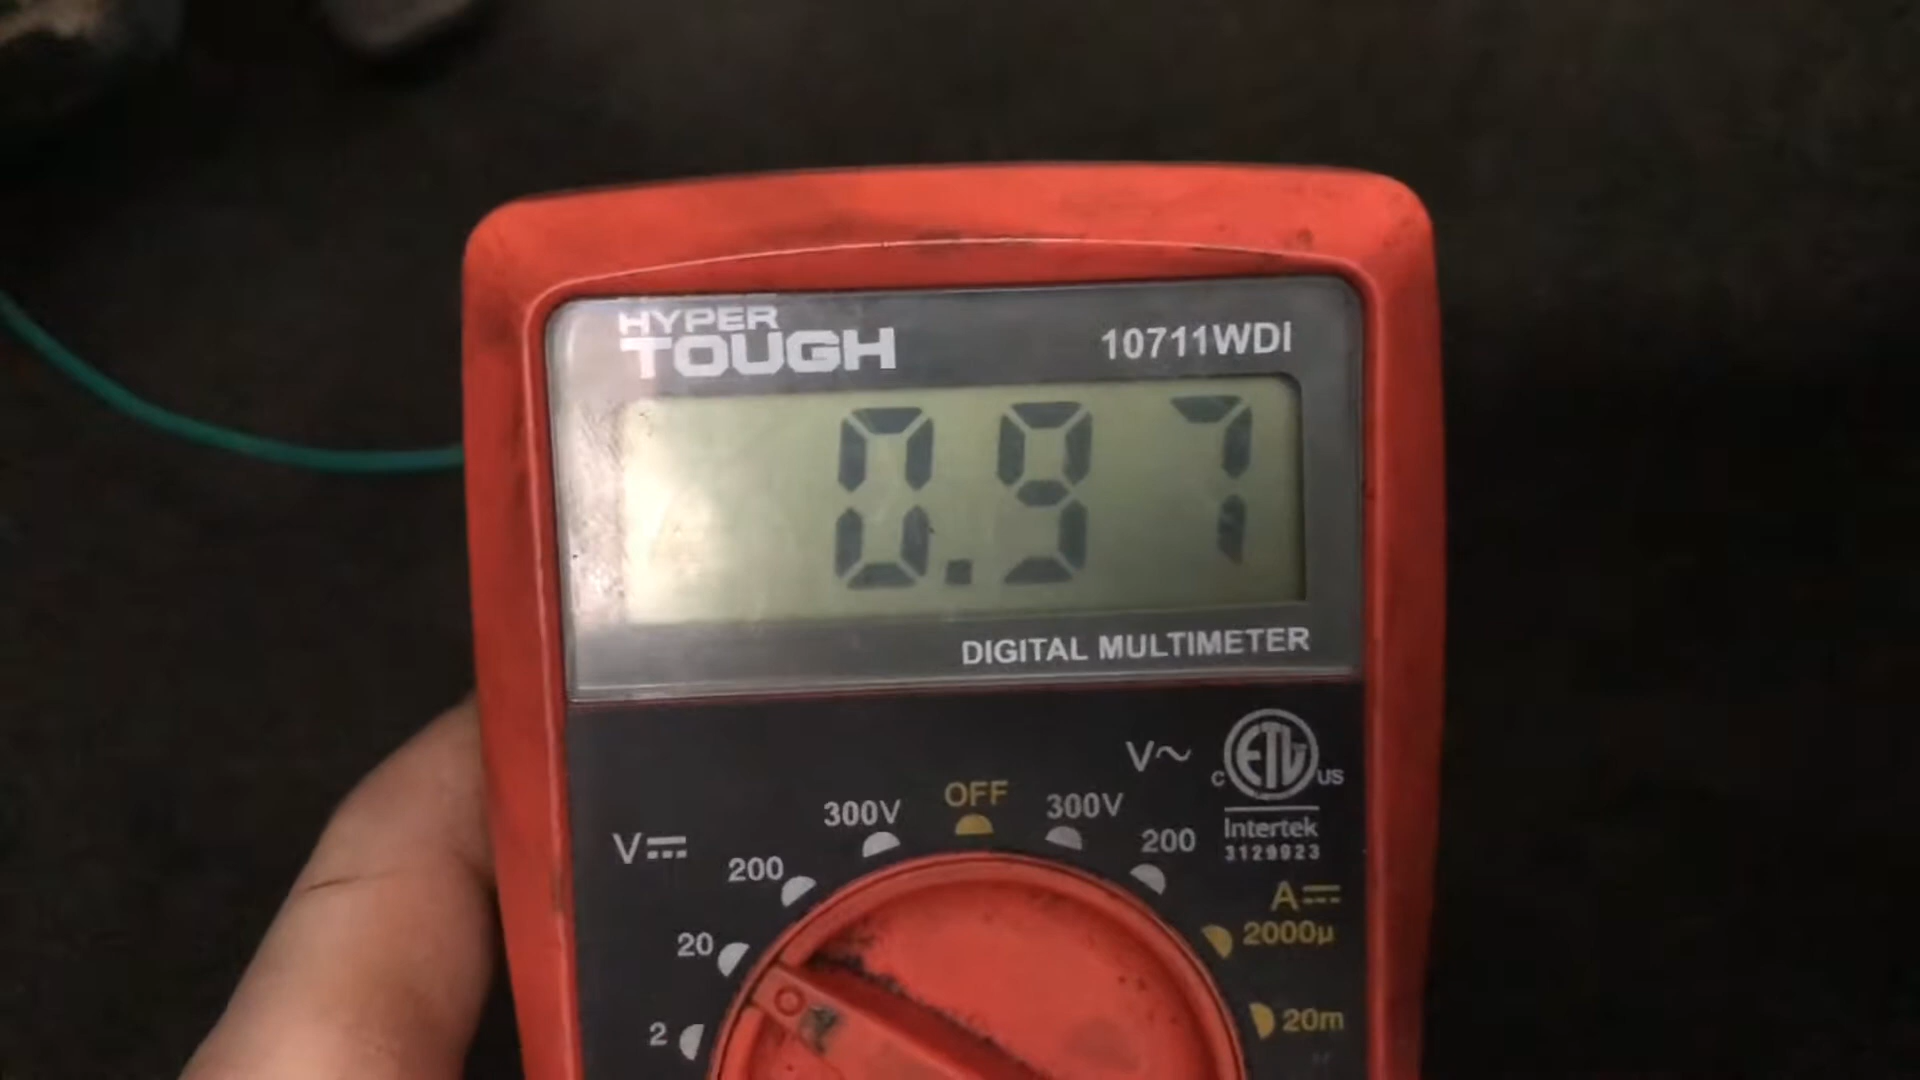 HYPER
TOUGH
10711WDI
0.97
DIGITAL MULTIMETER
V~
c ETL US
Intertek
3129923
OFF
300V
300V
V⎓
200
200
A⎓
2000µ
20
20m
2